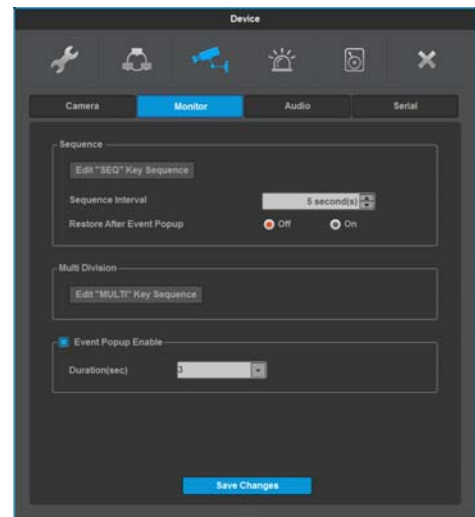 Device
Camera Monitor Audio Serial
Sequence
Edit "SEQ" Key Sequence
Sequence Interval 5 second(s)
Restore After Event Popup Off On
Multi Division
Edit "MULTI" Key Sequence
Event Popup Enable
Duration(sec) 3
Save Changes